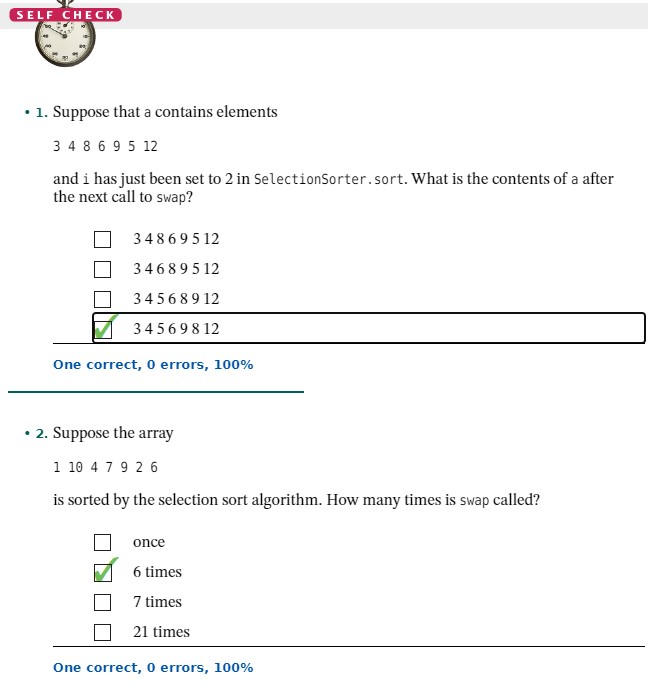 SELF CHECK
• 1. Suppose that a contains elements
3 4 8 6 9 5 12
and i has just been set to 2 in SelectionSorter.sort. What is the contents of a after
the next call to swap?
3 4 8 6 9 5 12
3 4 6 8 9 5 12
3 4 5 6 8 9 12
3 4 5 6 9 8 12
One correct, 0 errors, 100%
• 2. Suppose the array
1 10 4 7 9 2 6
is sorted by the selection sort algorithm. How many times is swap called?
once
6 times
7 times
21 times
One correct, 0 errors, 100%